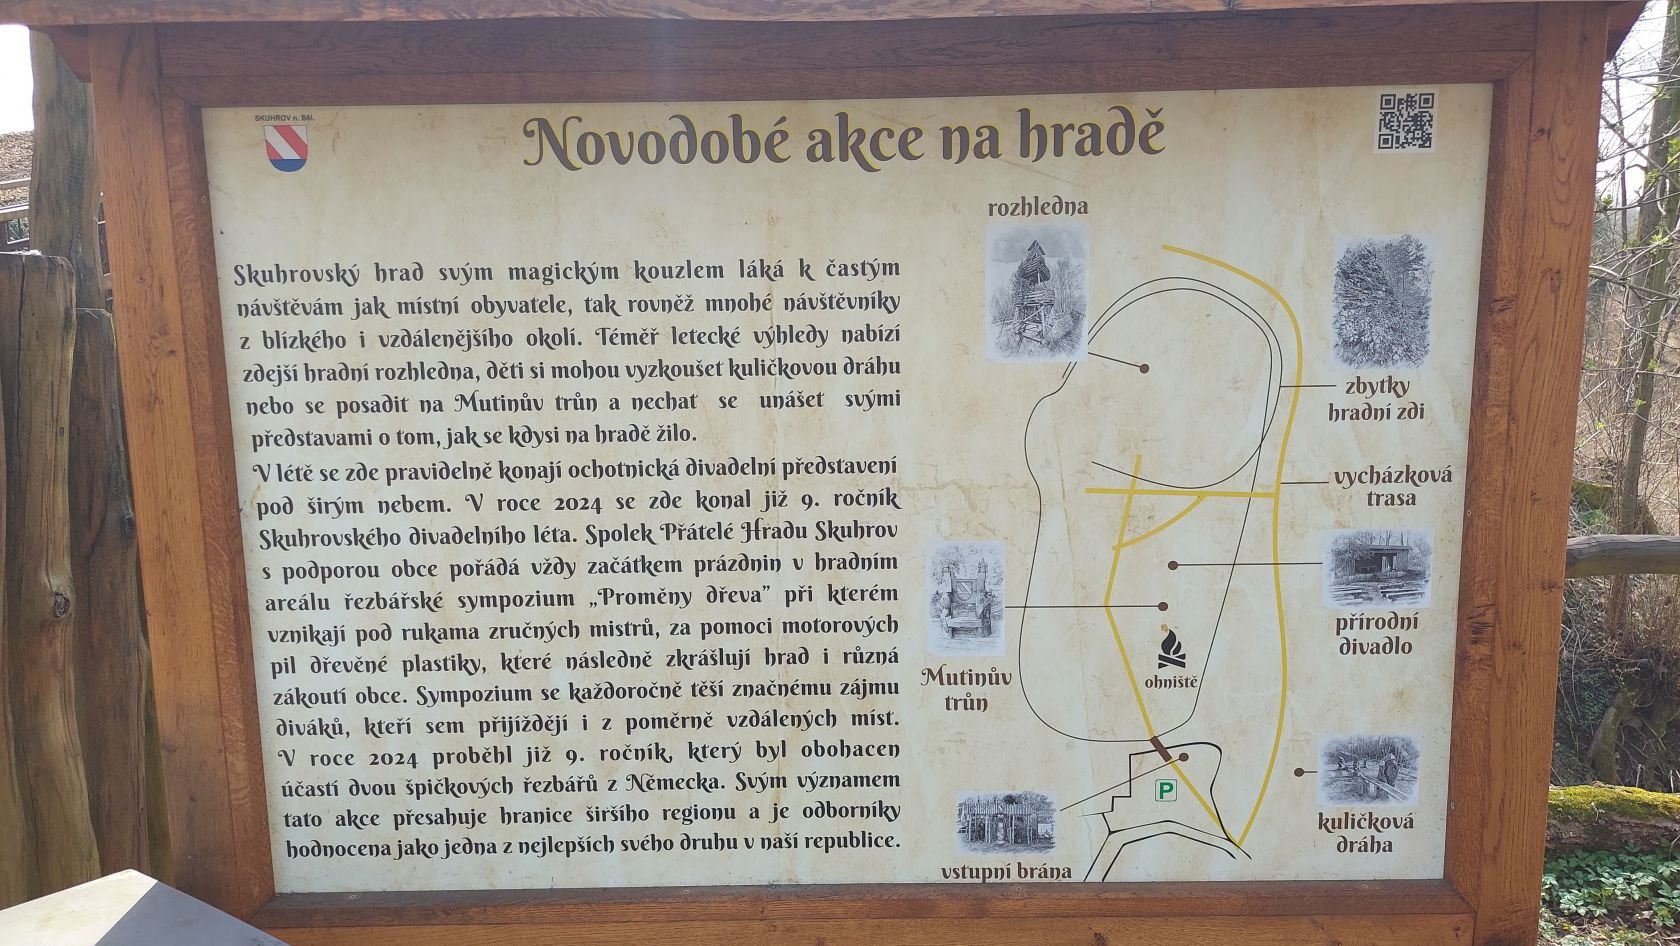 SKUHROV n. Běl.
Novodobé akce na hradě
Skuhrovský hrad svým magickým kouzlem láká k častým
návštěvám jak místní obyvatele, tak rovněž mnohé návštěvníky
z blízkého i vzdálenějšího okolí. Téměř letecké výhledy nabízí
zdejší hradní rozhledna, děti si mohou vyzkoušet kuličkovou dráhu
nebo se posadit na Mutinův trůn a nechat se unášet svými
představami o tom, jak se kdysi na hradě žilo.
V létě se zde pravidelně konají ochotnická divadelní představení
pod širým nebem. V roce 2024 se zde konal již 9. ročník
Skuhrovského divadelního léta. Spolek Přátelé Hradu Skuhrov
s podporou obce pořádá vždy začátkem prázdnin v hradním
areálu řezbářské sympozium „Proměny dřeva” při kterém
vznikají pod rukama zručných mistrů, za pomoci motorových
pil dřevěné plastiky, které následně zkrášlují hrad i různá
zákoutí obce. Sympozium se každoročně těší značnému zájmu
diváků, kteří sem přijíždějí i z poměrně vzdálených míst.
V roce 2024 proběhl již 9. ročník, který byl obohacen
účastí dvou špičkových řezbářů z Německa. Svým významem
tato akce přesahuje hranice širšího regionu a je odborníky
hodnocena jako jedna z nejlepších svého druhu v naší republice.
rozhledna
zbytky
hradní zdi
vycházková
trasa
přírodní
divadlo
Mutinův
trůn
ohniště
P
kuličková
dráha
vstupní brána